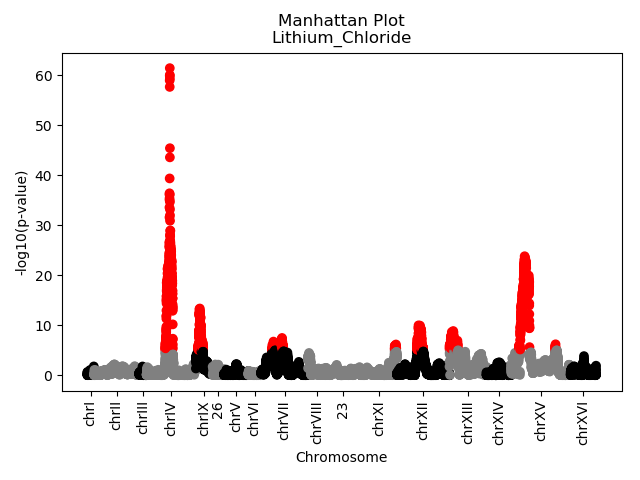 Manhattan Plot
Lithium_Chloride
60
50
40
30
20
10
0
-log10(p-value)
chrI
chrII
chrIII
chrIV
chrIX
26
chrV
chrVI
chrVII
chrVIII
23
chrXI
chrXII
chrXIII
chrXIV
chrXV
chrXVI
Chromosome